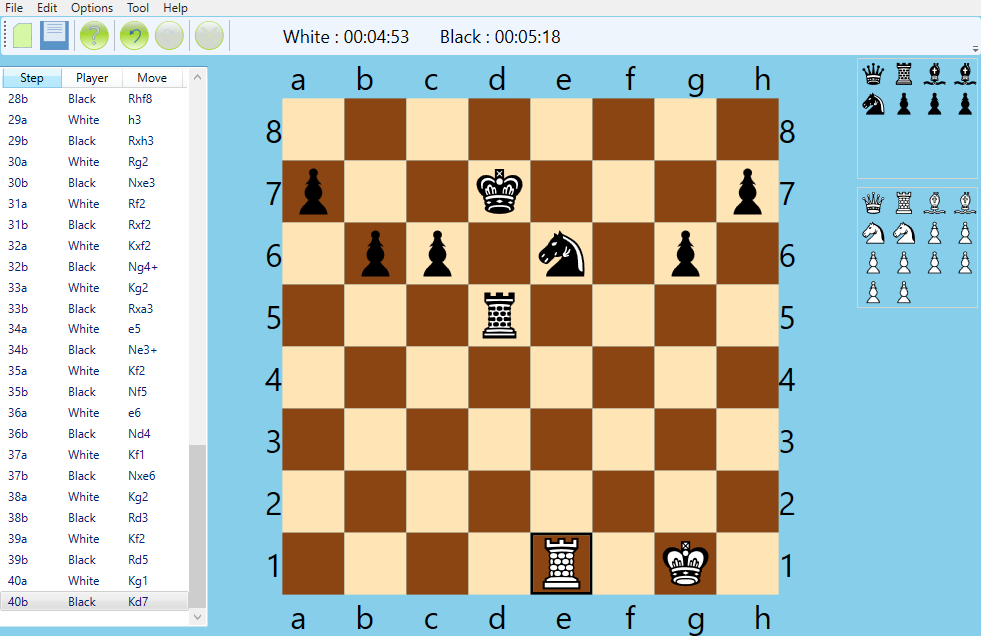 File Edit Options Tool Help
White : 00:04:53 Black : 00:05:18
Step Player Move
28b Black Rhf8
29a White h3
29b Black Rxh3
30a White Rg2
30b Black Nxe3
31a White Rf2
31b Black Rxf2
32a White Kxf2
32b Black Ng4+
33a White Kg2
33b Black Rxa3
34a White e5
34b Black Ne3+
35a White Kf2
35b Black Nf5
36a White e6
36b Black Nd4
37a White Kf1
37b Black Nxe6
38a White Kg2
38b Black Rd3
39a White Kf2
39b Black Rd5
40a White Kg1
40b Black Kd7
a b c d e f g h
8 8
7 7
6 6
5 5
4 4
3 3
2 2
1 1
a b c d e f g h